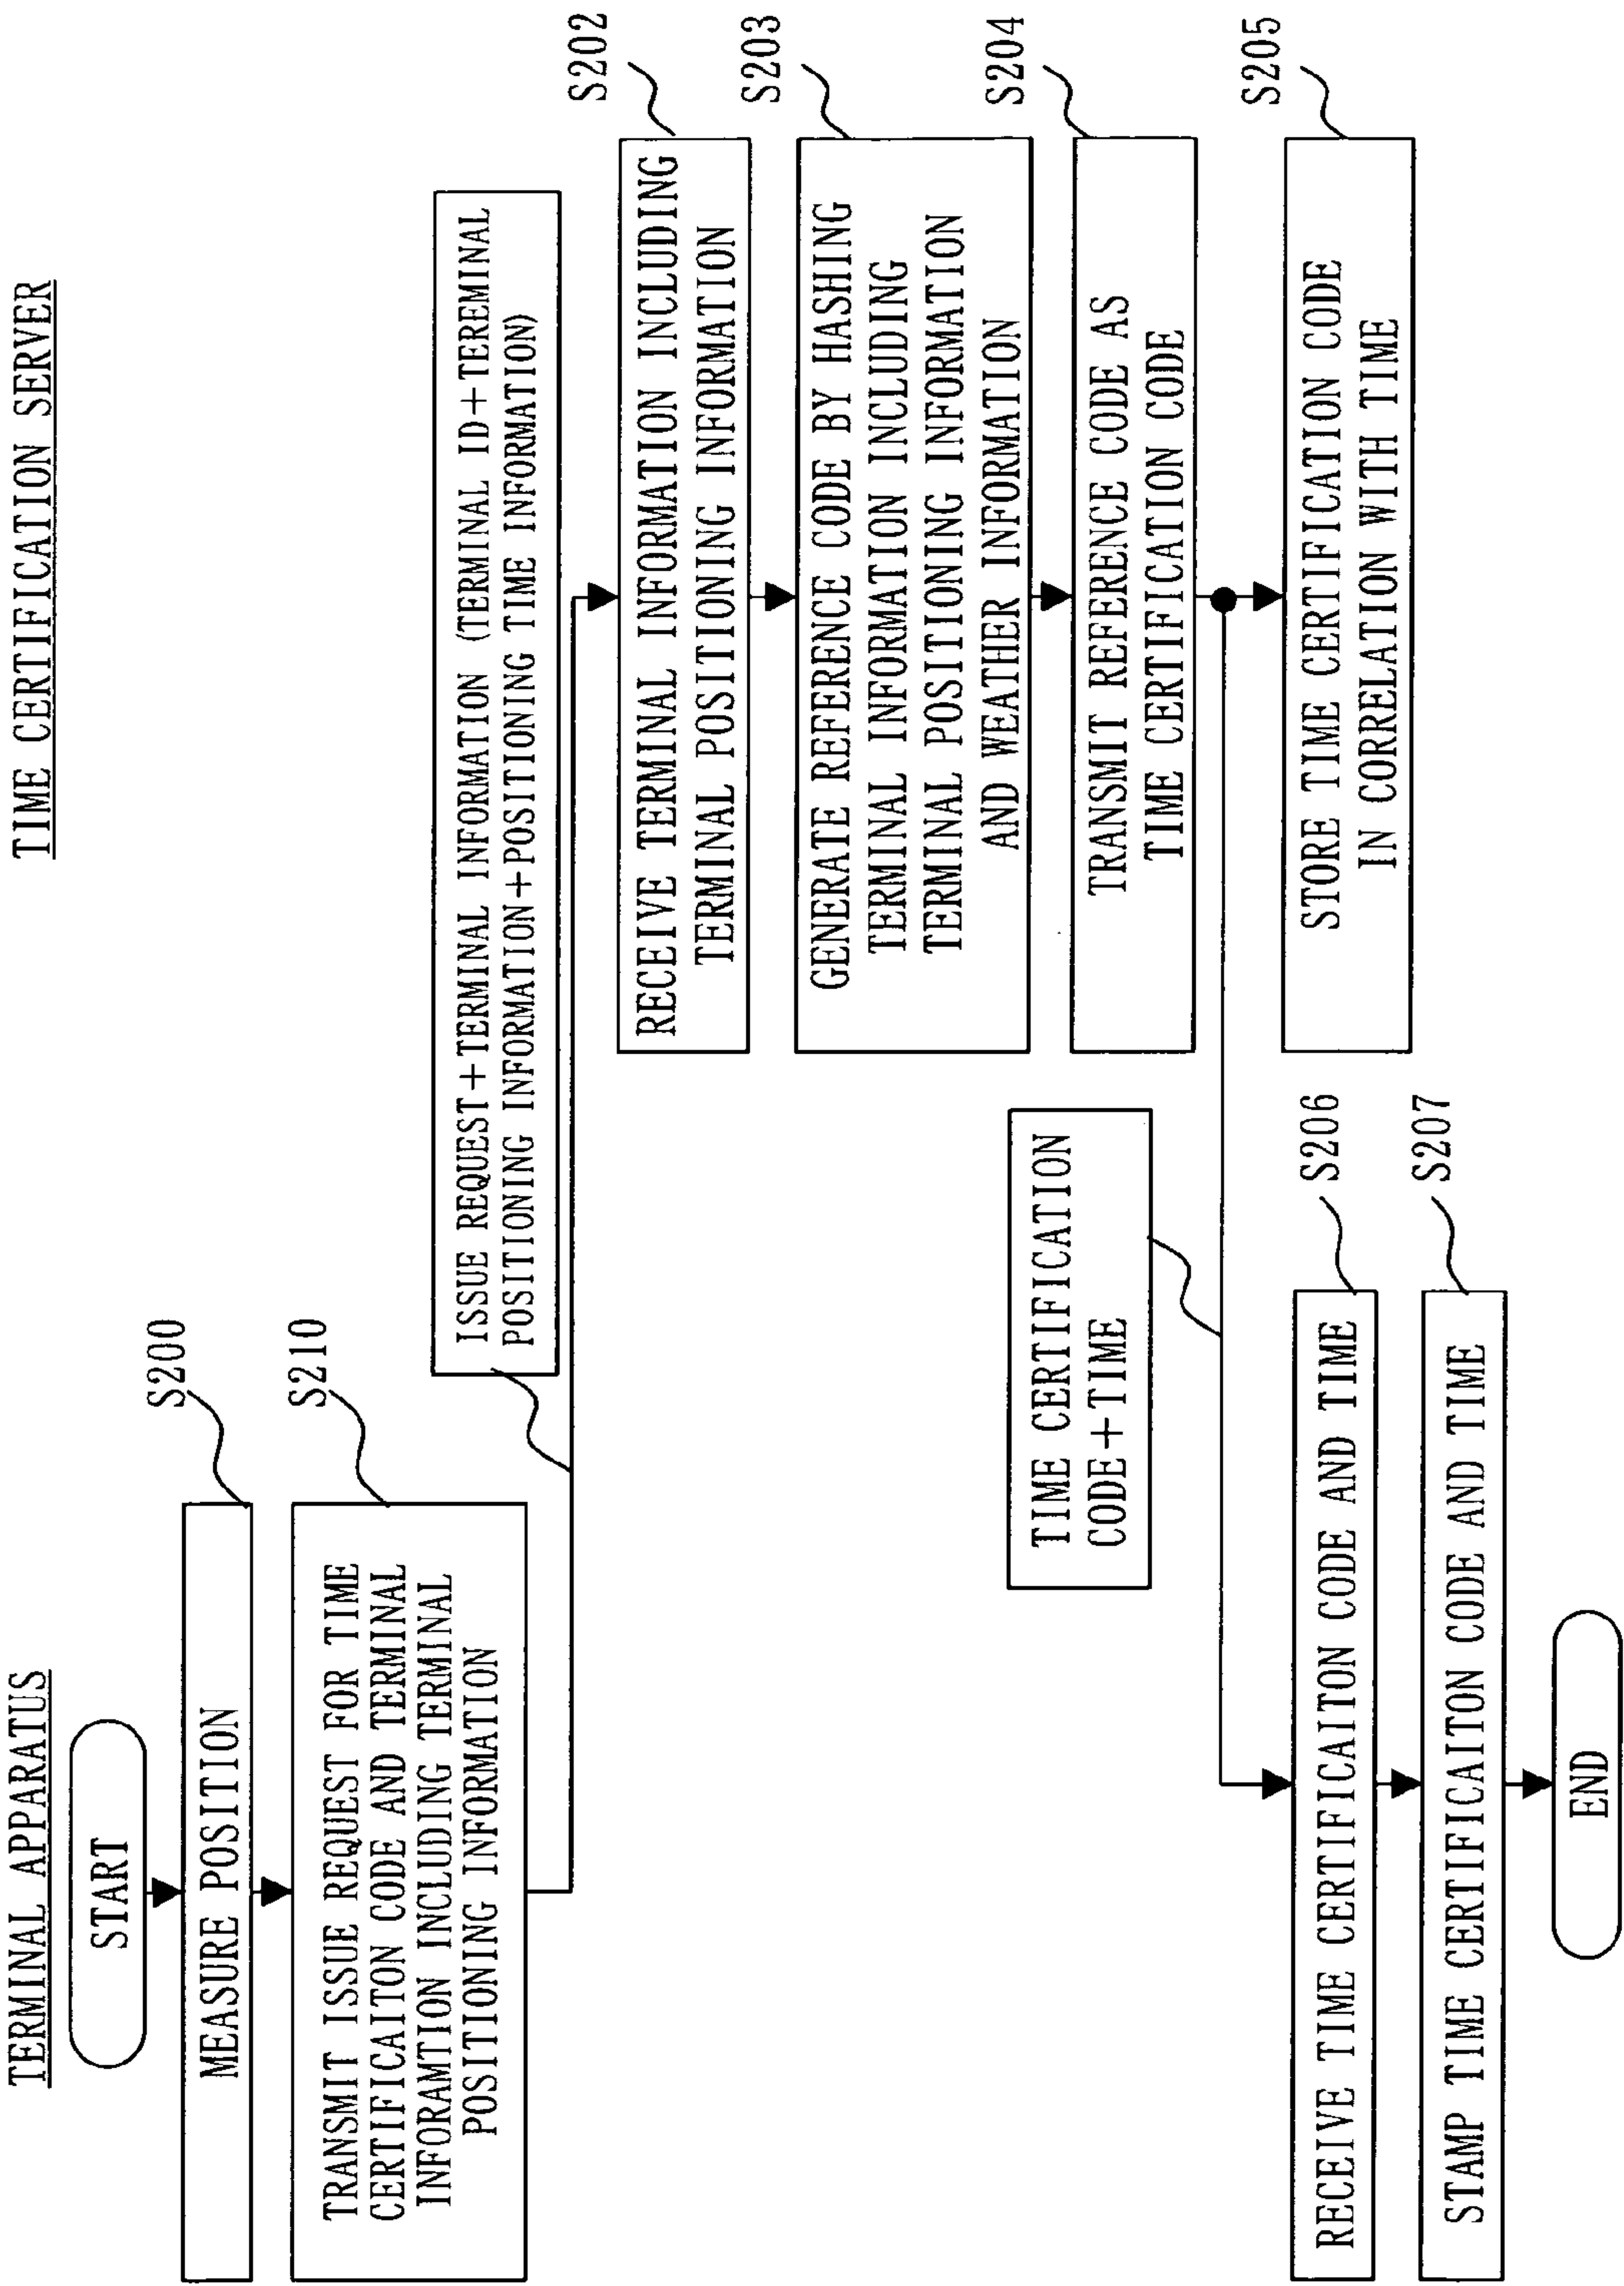 TERMINAL APPARATUS
TIME CERTIFICATION SERVER
START
MEASURE POSITION
S200
TRANSMIT ISSUE REQUEST FOR TIME
CERTIFICAITON CODE AND TERMINAL
INFORAMTION INCLUDING TERMINAL
POSITIONING INFORMATION
S210
ISSUE REQUEST+TERMINAL INFORMATION (TERMINAL ID+TEREMINAL
POSITIONING INFORMATION+POSITIONING TIME INFORMATION)
RECEIVE TERMINAL INFORMATION INCLUDING
TERMINAL POSITIONING INFORMATION
S202
GENERATE REFERENCE CODE BY HASHING
TERMINAL INFORMATION INCLUDING
TERMINAL POSITIONING INFORMATION
AND WEATHER INFORMATION
S203
TRANSMIT REFERENCE CODE AS
TIME CERTIFICATION CODE
S204
TIME CERTIFICATION
CODE+TIME
STORE TIME CERTIFICATION CODE
IN CORRELATION WITH TIME
S205
RECEIVE TIME CERTIFICAITON CODE AND TIME
S206
STAMP TIME CERTIFICAITON CODE AND TIME
S207
END